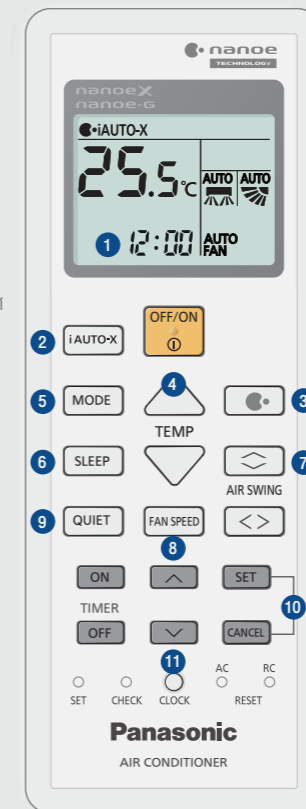 nanoe
TECHNOLOGY
nanoeX
nanoe-G
iAUTO-X
25.5℃
AUTO AUTO
1 12:00 AUTO
FAN
2 iAUTO-X
OFF/ON
3
4
5 MODE
TEMP
6 SLEEP
7
AIR SWING
9 QUIET
FAN SPEED
8
ON
SET
TIMER
10
OFF
CANCEL
11
AC RC
SET CHECK CLOCK RESET
Panasonic
AIR CONDITIONER